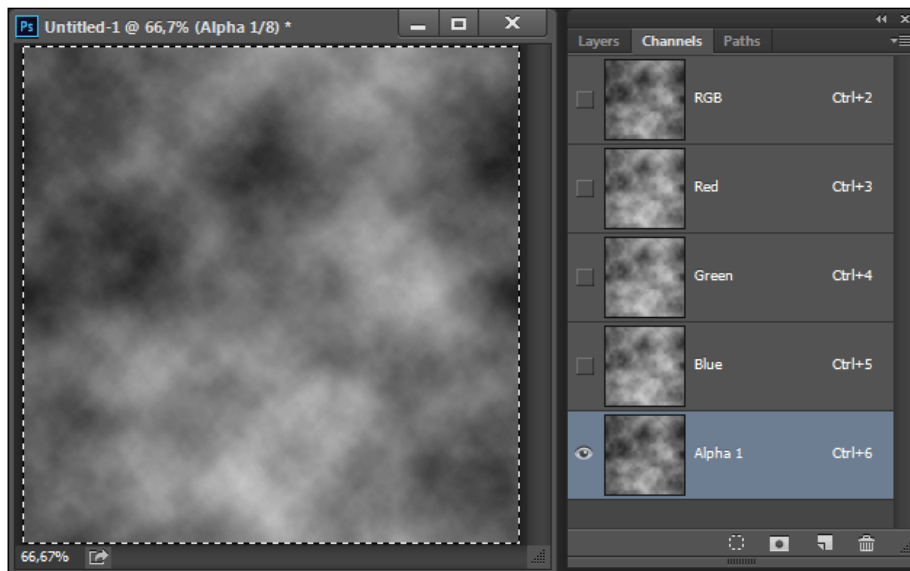 Ps Untitled-1 @ 66,7% (Alpha 1/8) *
Layers Channels Paths
RGB Ctrl+2
Red Ctrl+3
Green Ctrl+4
Blue Ctrl+5
Alpha 1 Ctrl+6
66,67%